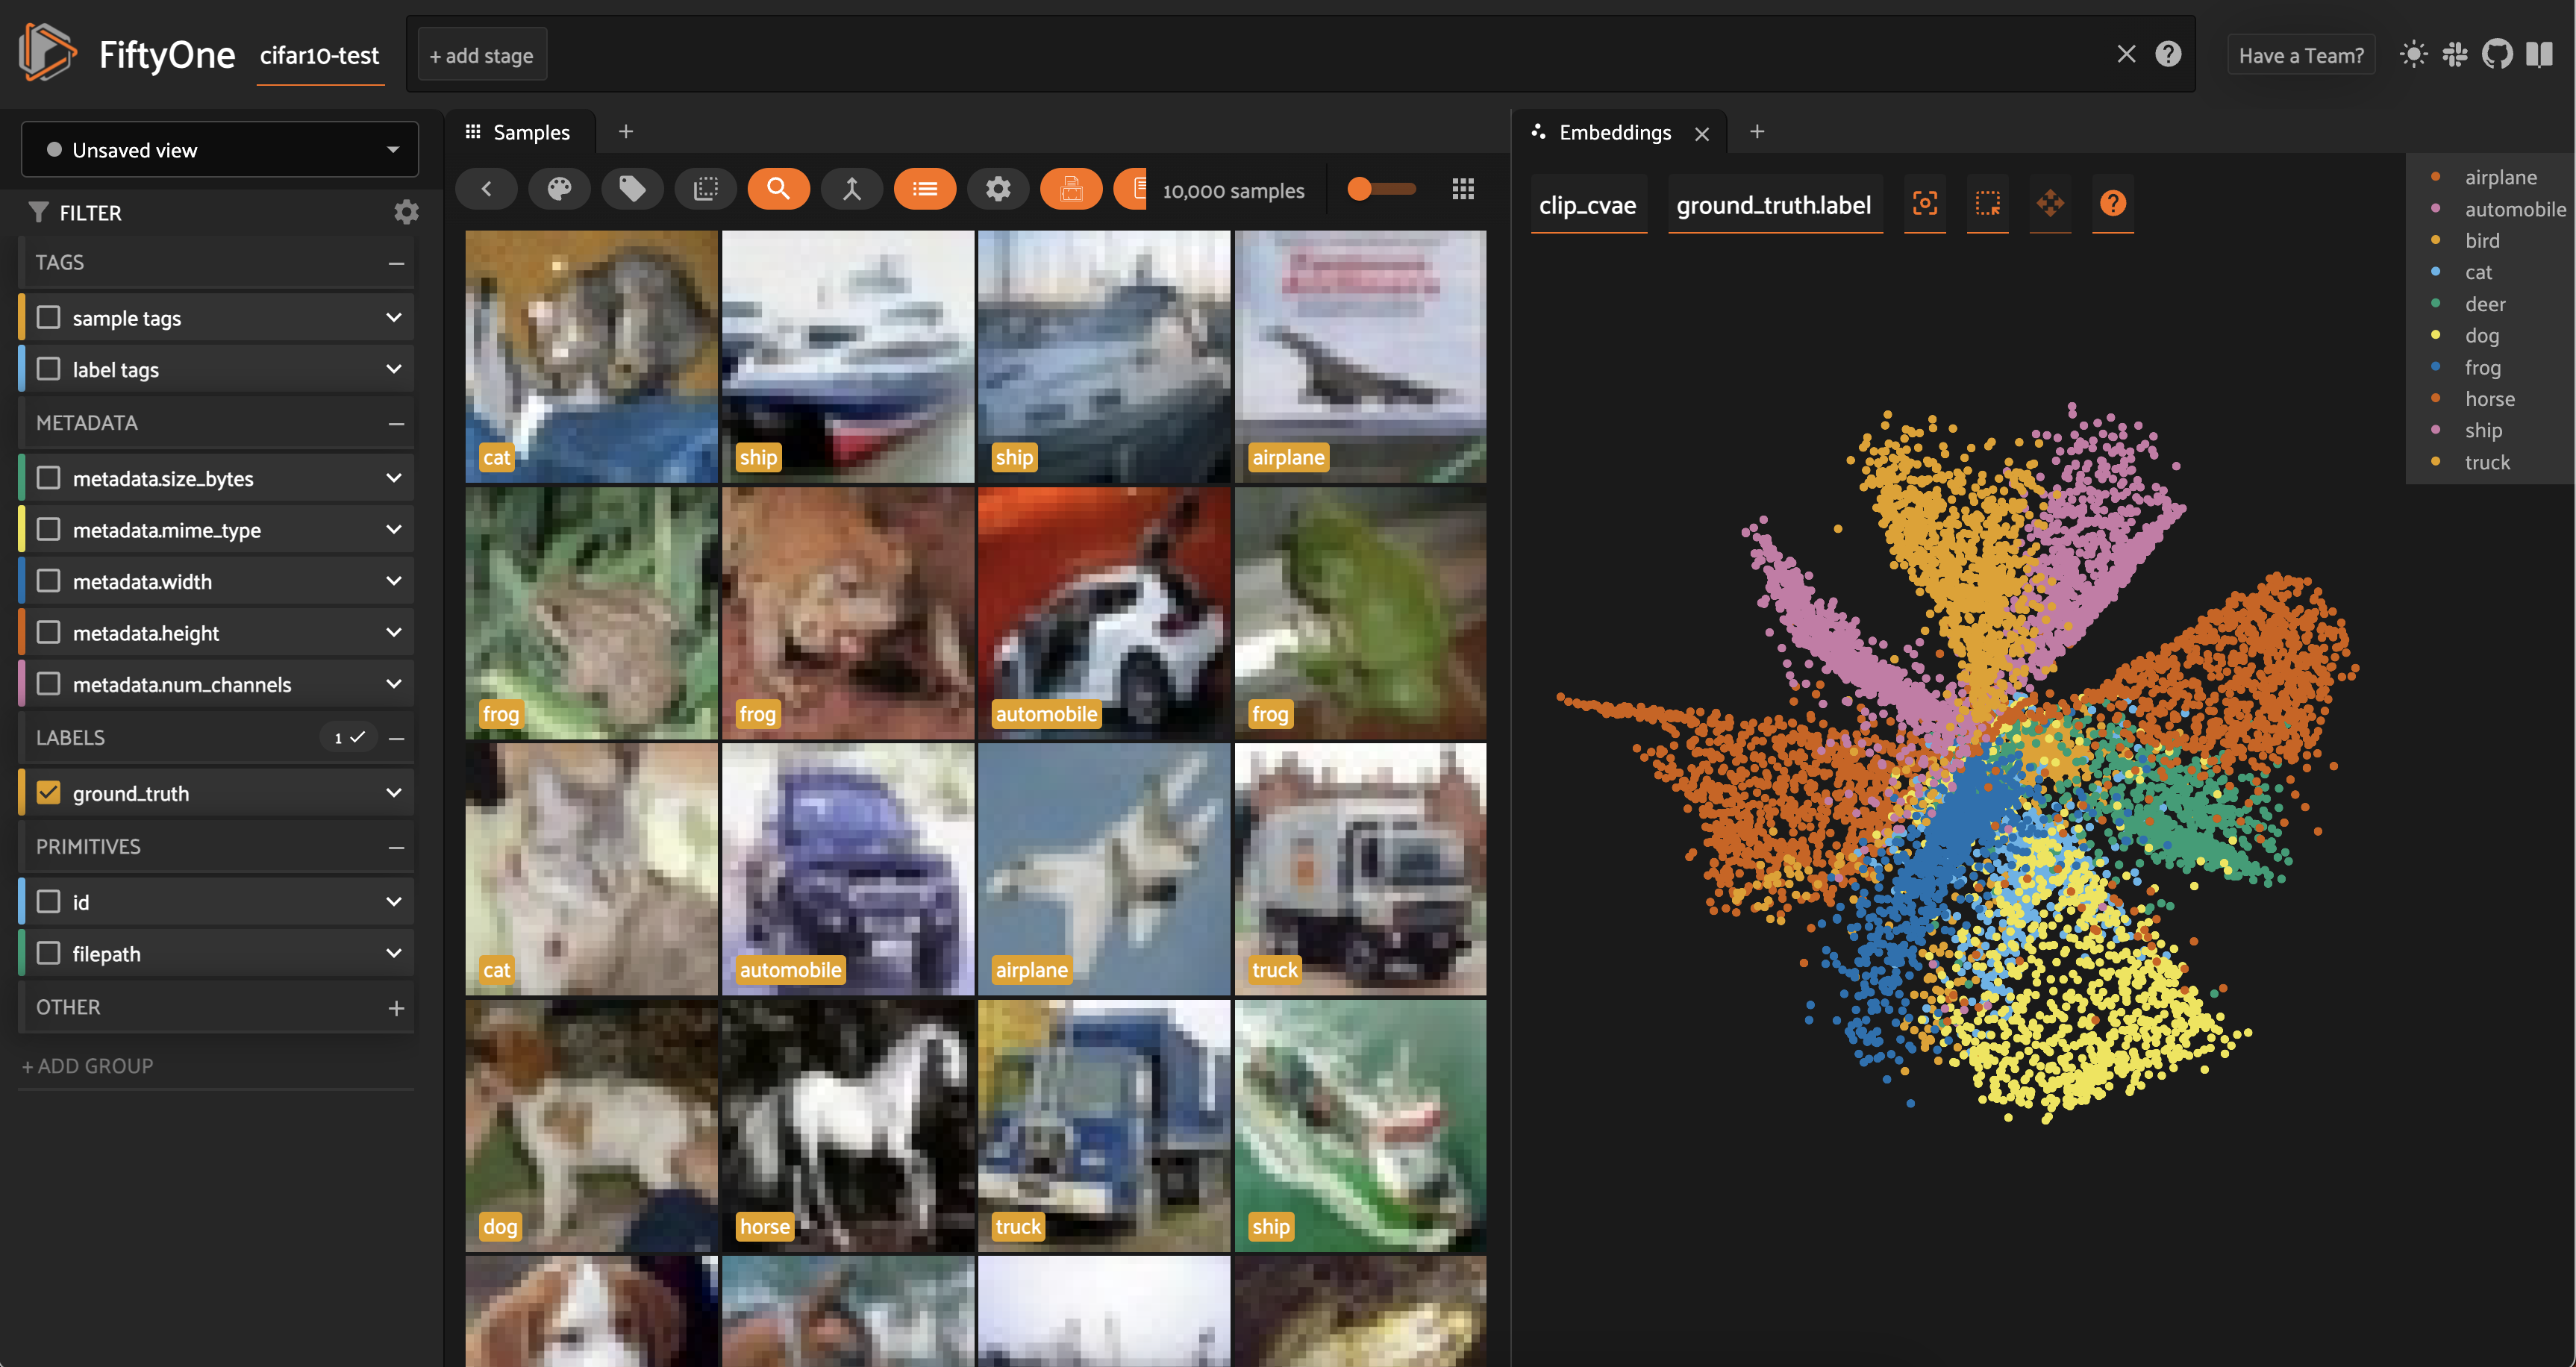 FiftyOne
cifar10-test
+ add stage
Have a Team?
Unsaved view
FILTER
TAGS
sample tags
label tags
METADATA
metadata.size_bytes
metadata.mime_type
metadata.width
metadata.height
metadata.num_channels
LABELS
1
ground_truth
PRIMITIVES
id
filepath
OTHER
+ ADD GROUP
Samples
10,000 samples
cat
ship
ship
airplane
frog
frog
automobile
frog
cat
automobile
airplane
truck
dog
horse
truck
ship
Embeddings
clip_cvae
ground_truth.label
airplane
automobile
bird
cat
deer
dog
frog
horse
ship
truck